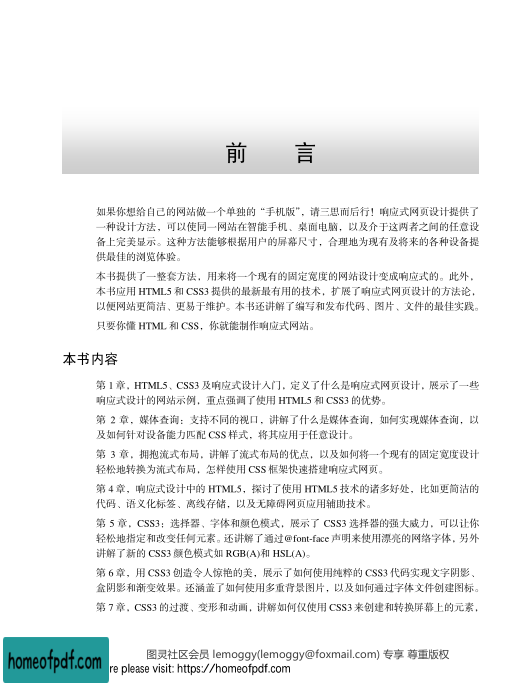 前 言
如果你想给自己的网站做一个单独的“手机版”，请三思而后行！响应式网页设计提供了
一种设计方法，可以使同一网站在智能手机、桌面电脑，以及介于这两者之间的任意设
备上完美显示。这种方法能够根据用户的屏幕尺寸，合理地为现有及将来的各种设备提
供最佳的浏览体验。
本书提供了一整套方法，用来将一个现有的固定宽度的网站设计变成响应式的。此外，
本书应用 HTML5 和 CSS3 提供的最新最有用的技术，扩展了响应式网页设计的方法论，
以便网站更简洁、更易于维护。本书还讲解了编写和发布代码、图片、文件的最佳实践。
只要你懂 HTML 和 CSS，你就能制作响应式网站。
本书内容
第 1 章，HTML5、CSS3 及响应式设计入门，定义了什么是响应式网页设计，展示了一些
响应式设计的网站示例，重点强调了使用 HTML5 和 CSS3 的优势。
第 2 章，媒体查询：支持不同的视口，讲解了什么是媒体查询，如何实现媒体查询，以
及如何针对设备能力匹配 CSS 样式，将其应用于任意设计。
第 3 章，拥抱流式布局，讲解了流式布局的优点，以及如何将一个现有的固定宽度设计
轻松地转换为流式布局，怎样使用 CSS 框架快速搭建响应式网页。
第 4 章，响应式设计中的 HTML5，探讨了使用 HTML5 技术的诸多好处，比如更简洁的
代码、语义化标签、离线存储，以及无障碍网页应用辅助技术。
第 5 章，CSS3：选择器、字体和颜色模式，展示了 CSS3 选择器的强大威力，可以让你
轻松地指定和改变任何元素。还讲解了通过@font-face 声明来使用漂亮的网络字体，另外
讲解了新的 CSS3 颜色模式如 RGB(A)和 HSL(A)。
第 6 章，用 CSS3 创造令人惊艳的美，展示了如何使用纯粹的 CSS3 代码实现文字阴影、
盒阴影和渐变效果。还涵盖了如何使用多重背景图片，以及如何通过字体文件创建图标。
第 7 章，CSS3 的过渡、变形和动画，讲解如何仅使用 CSS3 来创建和转换屏幕上的元素，
图灵社区会员 lemoggy(lemoggy@foxmail.com) 专享 尊重版权
homeofpdf.com
re please visit: https://homeofpdf.com